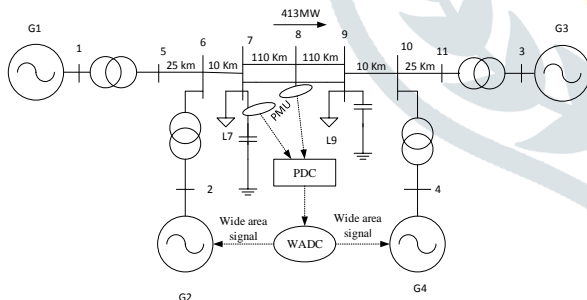 413MW
G1
G3
1
5
6
7
8
9
10
11
3
25 km
10 Km
110 Km
110 Km
10 Km
25 Km
L7
PMU
L9
PDC
2
4
Wide area
signal
WADC
Wide area
signal
G2
G4